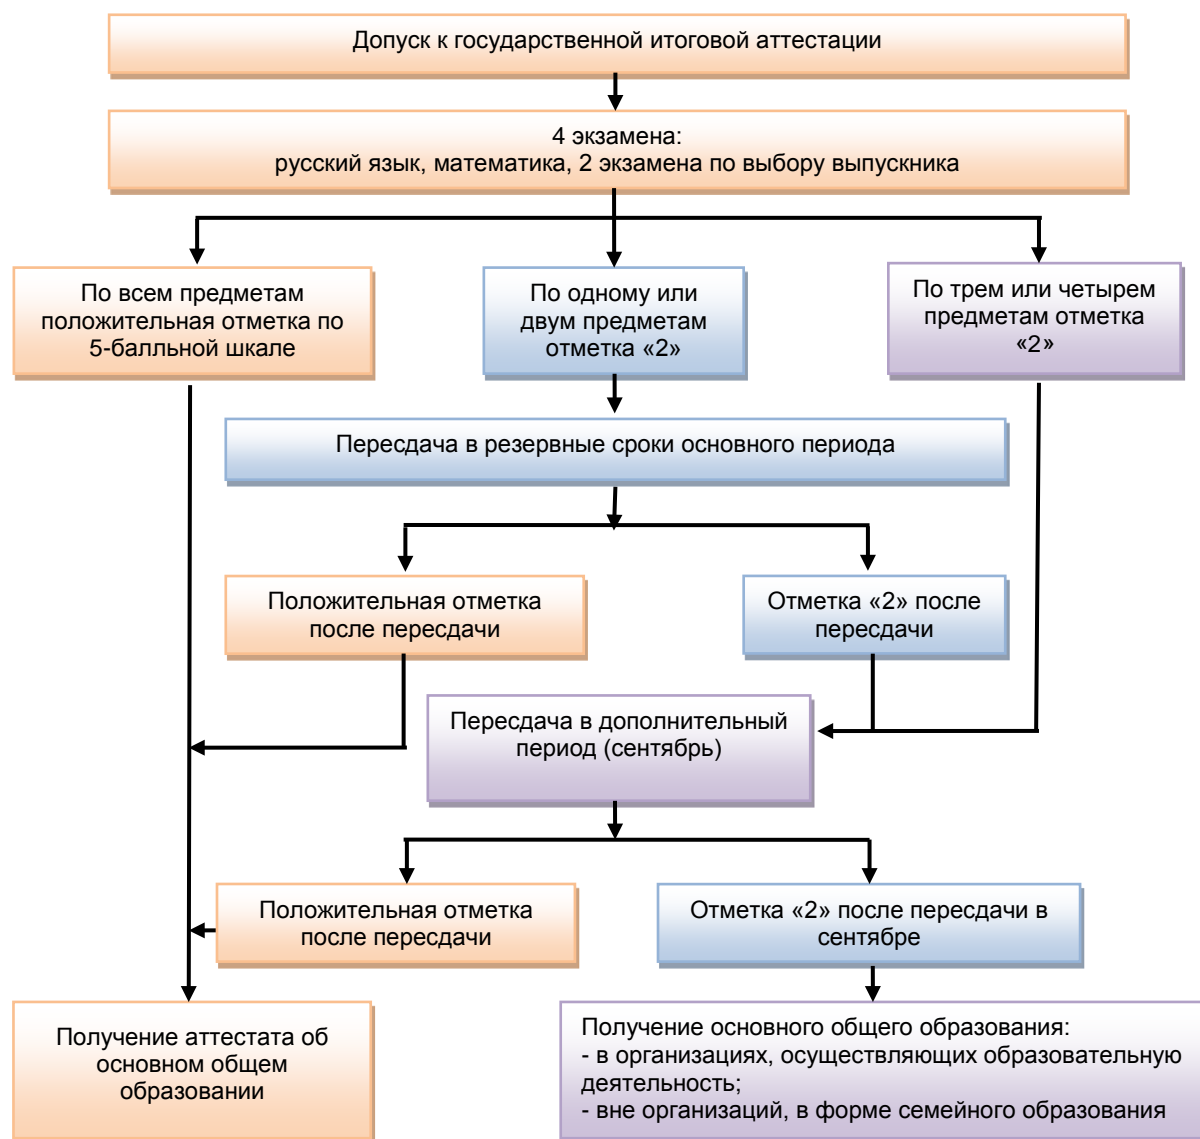 Допуск к государственной итоговой аттестации
4 экзамена:
русский язык, математика, 2 экзамена по выбору выпускника
По всем предметам
положительная отметка по
5-балльной шкале
По одному или
двум предметам
отметка «2»
По трем или четырем
предметам отметка
«2»
Пересдача в резервные сроки основного периода
Положительная отметка
после пересдачи
Отметка «2» после
пересдачи
Пересдача в дополнительный
период (сентябрь)
Положительная отметка
после пересдачи
Отметка «2» после пересдачи в
сентябре
Получение аттестата об
основном общем
образовании
Получение основного общего образования:
- в организациях, осуществляющих образовательную
деятельность;
- вне организаций, в форме семейного образования